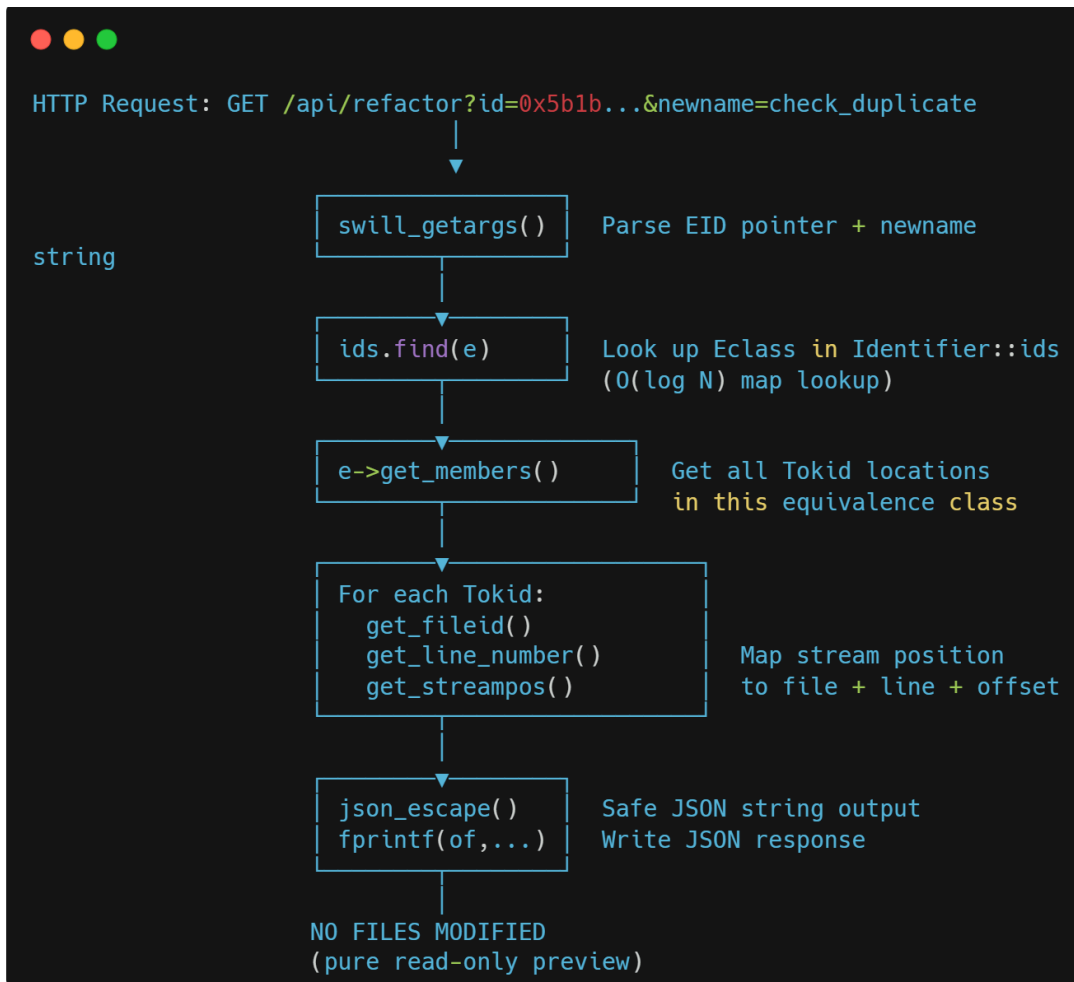 HTTP Request: GET /api/refactor?id=0x5b1b...&newname=check_duplicate
swill_getargs() Parse EID pointer + newname
string
ids.find(e) Look up Eclass in Identifier::ids
(O(log N) map lookup)
e->get_members() Get all Tokid locations
in this equivalence class
For each Tokid:
get_fileid()
get_line_number() Map stream position
get_streampos() to file + line + offset
json_escape() Safe JSON string output
fprintf(of,...) Write JSON response
NO FILES MODIFIED
(pure read-only preview)